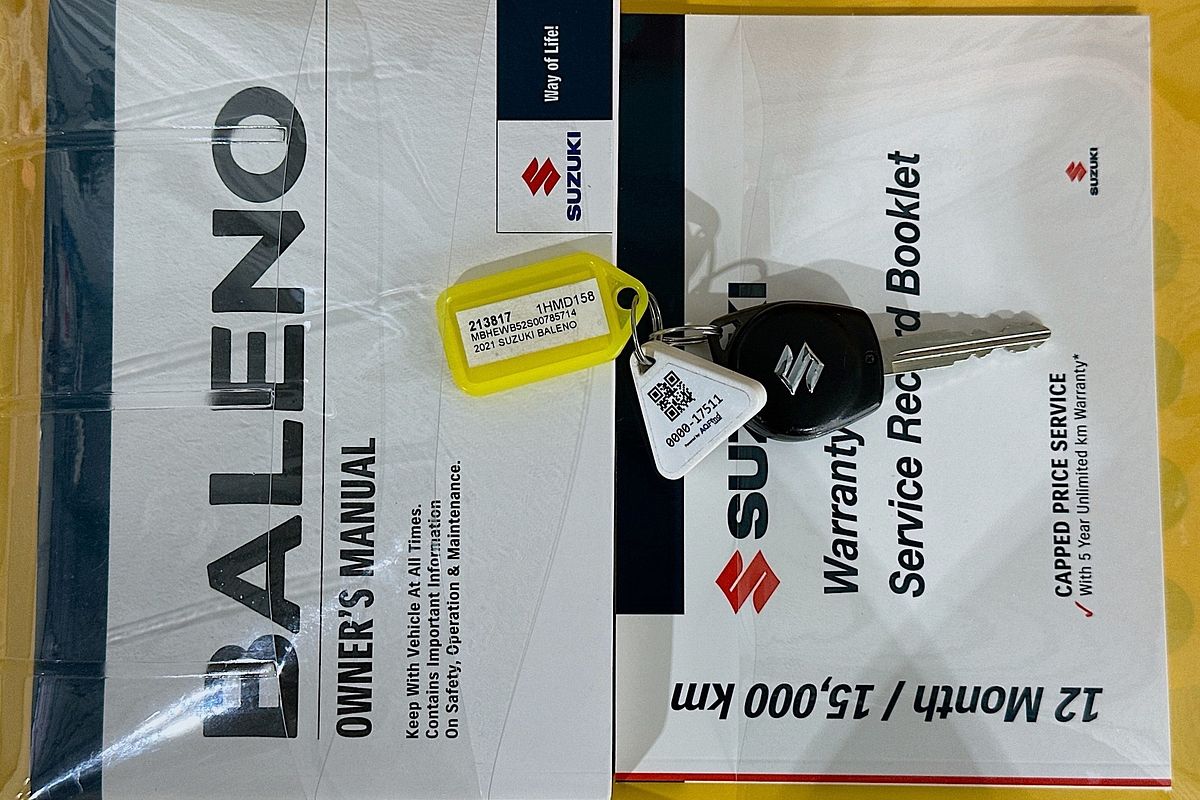 BALENO
OWNER'S MANUAL
Keep With Vehicle At All Times.
Contains Important Information
On Safety, Operation & Maintenance.
SUZUKI
Way of Life!
213817 1HMD158
MBHEWB52S00785714
2021 SUZUKI BALENO
0000-17511
Powered by
SUZUKI
Warranty
Service Record Booklet
CAPPED PRICE SERVICE
With 5 Year Unlimited km Warranty*
SUZUKI
12 Month / 15,000 km